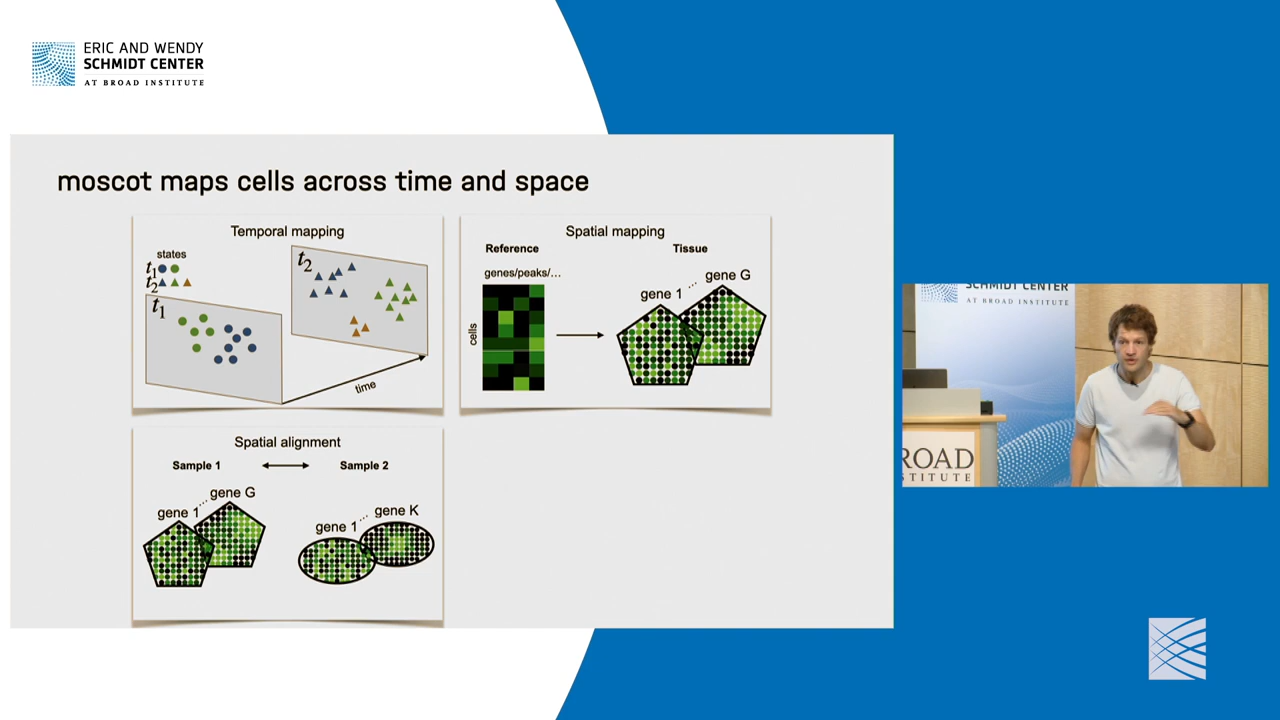 ERIC AND WENDY
SCHMIDT CENTER
AT BROAD INSTITUTE
moscot maps cells across time and space
Temporal mapping
states
t1
t2
t1
t2
time
Spatial mapping
Reference
Tissue
genes/peaks/...
cells
gene 1
...
gene G
Spatial alignment
Sample 1
Sample 2
gene 1
...
gene G
gene 1
...
gene K
SCHMIDT CENTER
AT BROAD INSTITUTE
ROAD
STITUTE